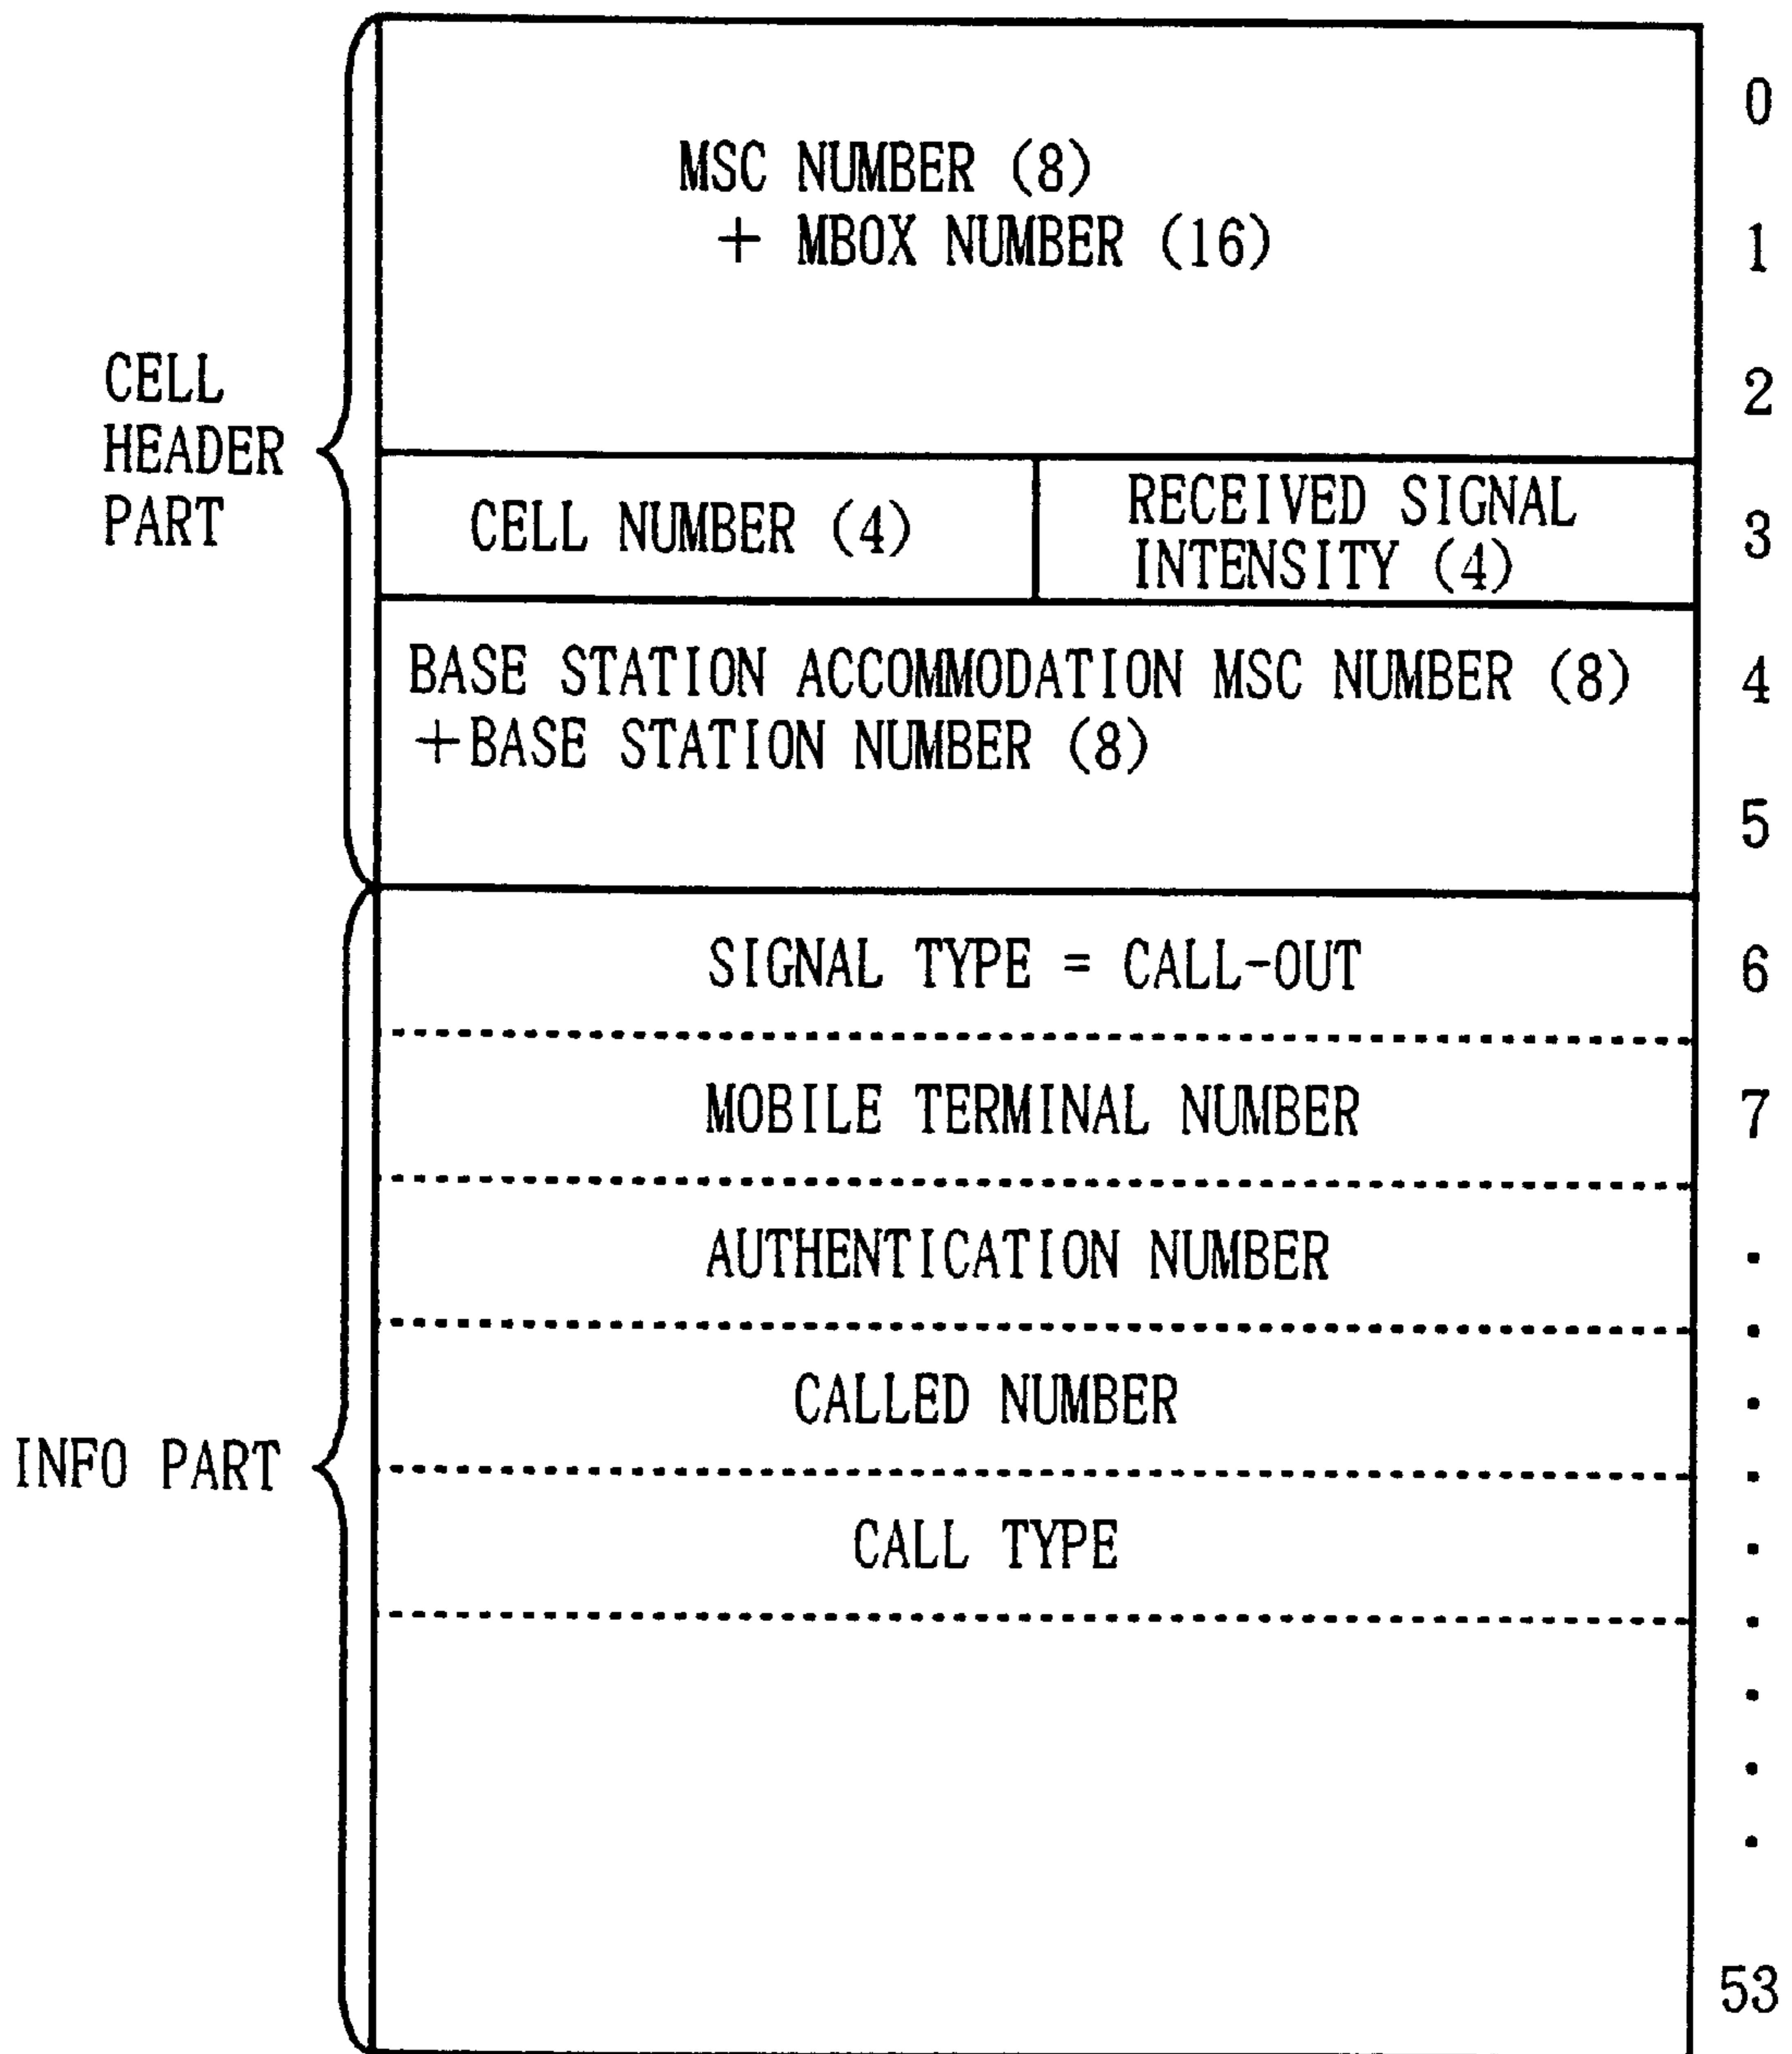 0
MSC NUMBER (8)
+ MBOX NUMBER (16)
1
2
CELL
HEADER
PART
CELL NUMBER (4)
RECEIVED SIGNAL
INTENSITY (4)
3
BASE STATION ACCOMMODATION MSC NUMBER (8)
+BASE STATION NUMBER (8)
4
5
SIGNAL TYPE = CALL-OUT
6
MOBILE TERMINAL NUMBER
7
AUTHENTICATION NUMBER
CALLED NUMBER
INFO PART
CALL TYPE
53